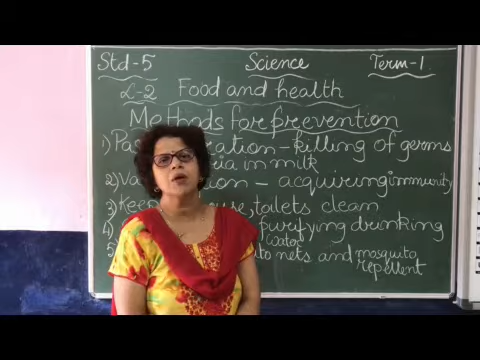 Std-5 Science Term-1
L-2 Food and health
Methods for prevention
1) Pas ation - killing of germs
ria in milk
2) Va ion - acquiring immunity
3) Keep use, toilets clean
4) purifying drinking
water
5) to nets and mosquito
repellent